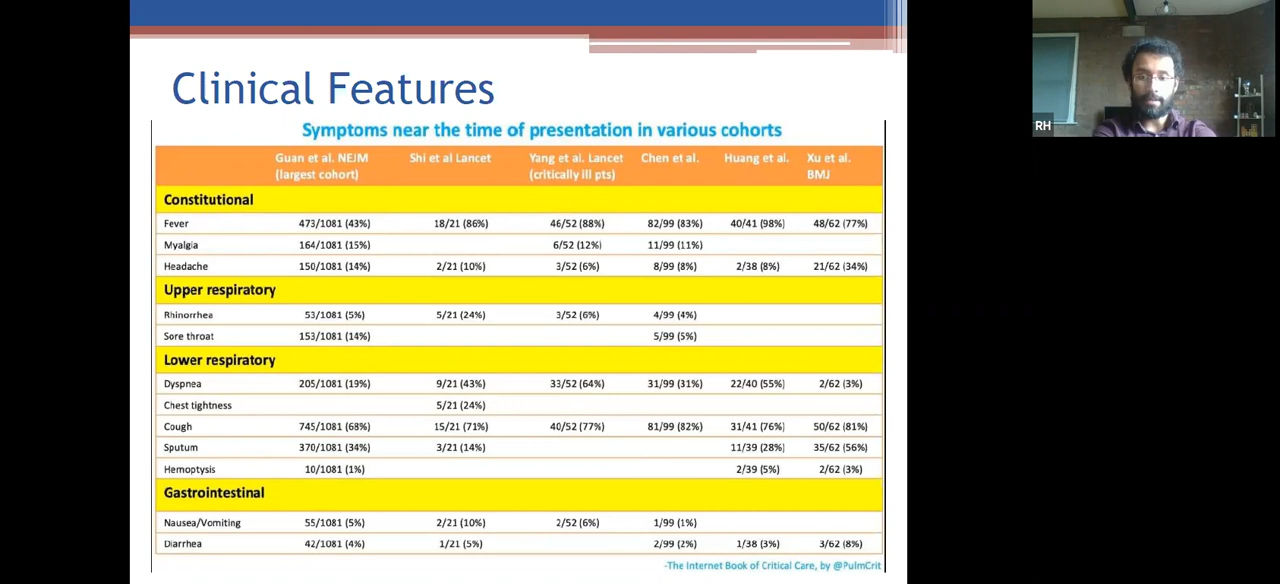 Clinical Features
Symptoms near the time of presentation in various cohorts
Guan et al. NEJM (largest cohort) Shi et al Lancet Yang et al. Lancet (critically ill pts) Chen et al. Huang et al. Xu et al. BMJ
Constitutional
Fever 473/1081 (43%) 18/21 (86%) 46/52 (88%) 82/99 (83%) 40/41 (98%) 48/62 (77%)
Myalgia 164/1081 (15%) 6/52 (12%) 11/99 (11%)
Headache 150/1081 (14%) 2/21 (10%) 3/52 (6%) 8/99 (8%) 2/38 (8%) 21/62 (34%)
Upper respiratory
Rhinorrhea 53/1081 (5%) 5/21 (24%) 3/52 (6%) 4/99 (4%)
Sore throat 153/1081 (14%) 5/99 (5%)
Lower respiratory
Dyspnea 205/1081 (19%) 9/21 (43%) 33/52 (64%) 31/99 (31%) 22/40 (55%) 2/62 (3%)
Chest tightness 5/21 (24%)
Cough 745/1081 (68%) 15/21 (71%) 40/52 (77%) 81/99 (82%) 31/41 (76%) 50/62 (81%)
Sputum 370/1081 (34%) 3/21 (14%) 11/39 (28%) 35/62 (56%)
Hemoptysis 10/1081 (1%) 2/39 (5%) 2/62 (3%)
Gastrointestinal
Nausea/Vomiting 55/1081 (5%) 2/21 (10%) 2/52 (6%) 1/99 (1%)
Diarrhea 42/1081 (4%) 1/21 (5%) 2/99 (2%) 1/38 (3%) 3/62 (8%)
-The Internet Book of Critical Care, by @PulmCrit
RH